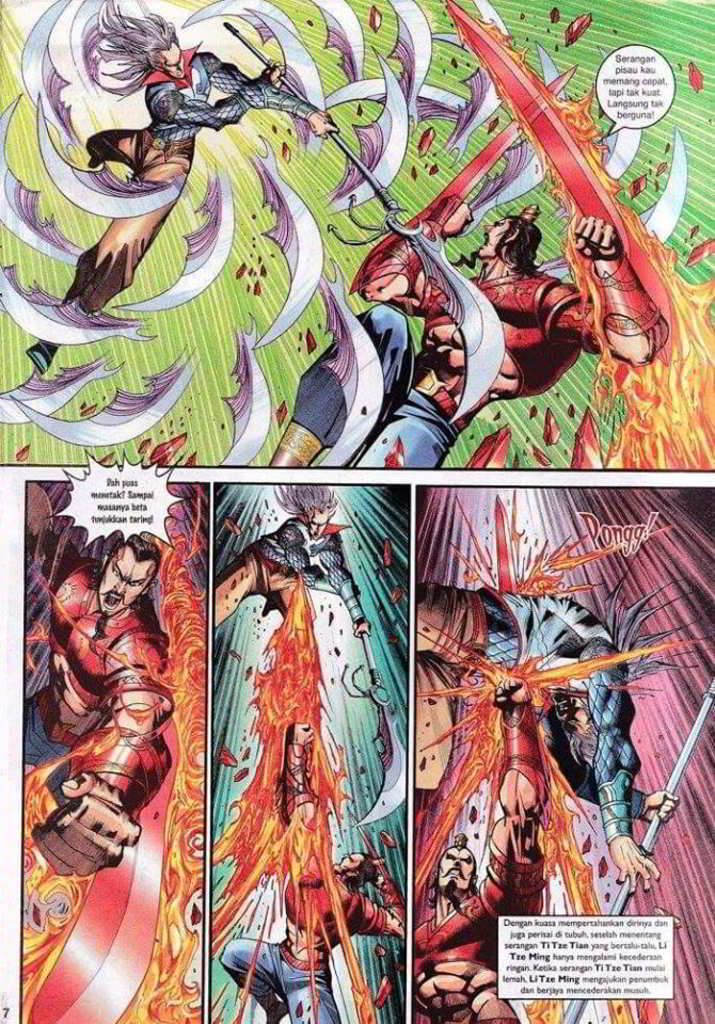 Serangan
pisau kau
memang cepat,
tapi tak kuat.
Langsung tak
berguna!
Dah puas
menetak? Sampai
masanya beta
tunjukkan taring!
Dongg!
Dengan kuasa mempertahankan dirinya dan
juga perisai di tubuh, seselah menentang
serangan Ti Tze Tian yang bertalu-talu, Li
Tze Ming hanya mengalami kecederaan
ringan. Ketika serangan Ti Tze Tian mulai
lemah, Li Tze Ming mengajukan penumbuk
dan berjaya mencederakan musuh.
7